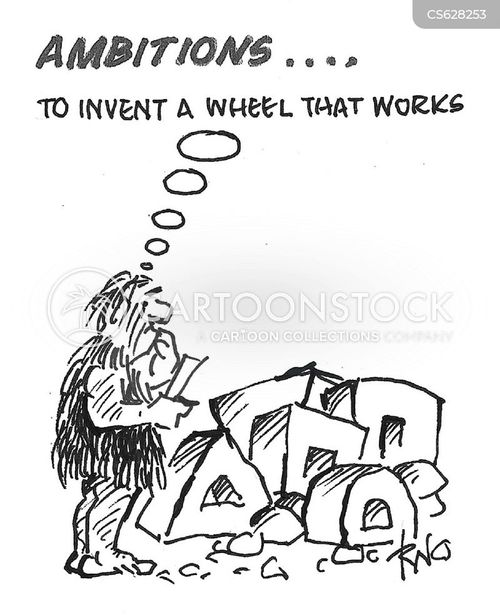 CS628253
AMBITIONS....
TO INVENT A WHEEL THAT WORKS
CARTOONSTOCK
A CARTOON COLLECTIONS COMPANY